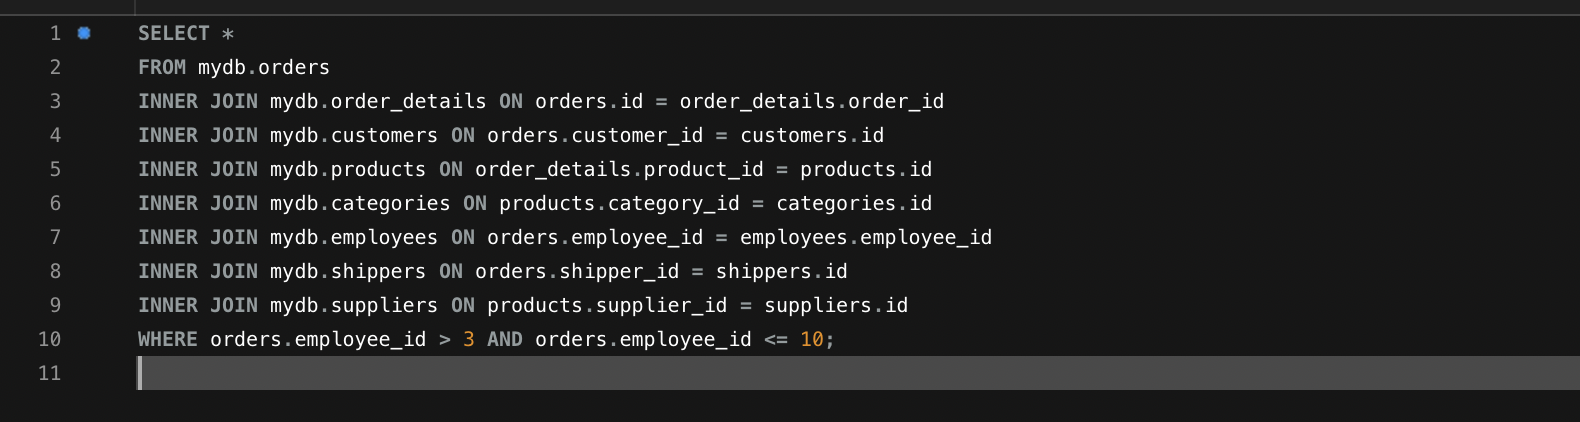 1 SELECT *
2 FROM mydb.orders
3 INNER JOIN mydb.order_details ON orders.id = order_details.order_id
4 INNER JOIN mydb.customers ON orders.customer_id = customers.id
5 INNER JOIN mydb.products ON order_details.product_id = products.id
6 INNER JOIN mydb.categories ON products.category_id = categories.id
7 INNER JOIN mydb.employees ON orders.employee_id = employees.employee_id
8 INNER JOIN mydb.shippers ON orders.shipper_id = shippers.id
9 INNER JOIN mydb.suppliers ON products.supplier_id = suppliers.id
10 WHERE orders.employee_id > 3 AND orders.employee_id <= 10;
11